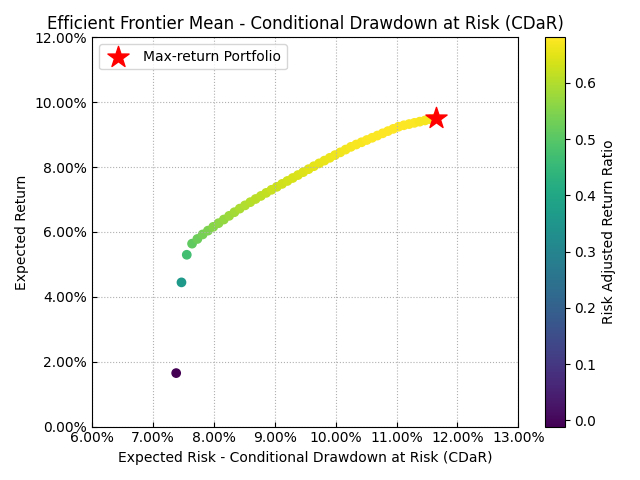 Efficient Frontier Mean - Conditional Drawdown at Risk (CDaR)
Max-return Portfolio
12.00%
10.00%
8.00%
6.00%
4.00%
2.00%
0.00%
Expected Return
6.00% 7.00% 8.00% 9.00% 10.00% 11.00% 12.00% 13.00%
Expected Risk - Conditional Drawdown at Risk (CDaR)
0.6
0.5
0.4
0.3
0.2
0.1
0.0
Risk Adjusted Return Ratio